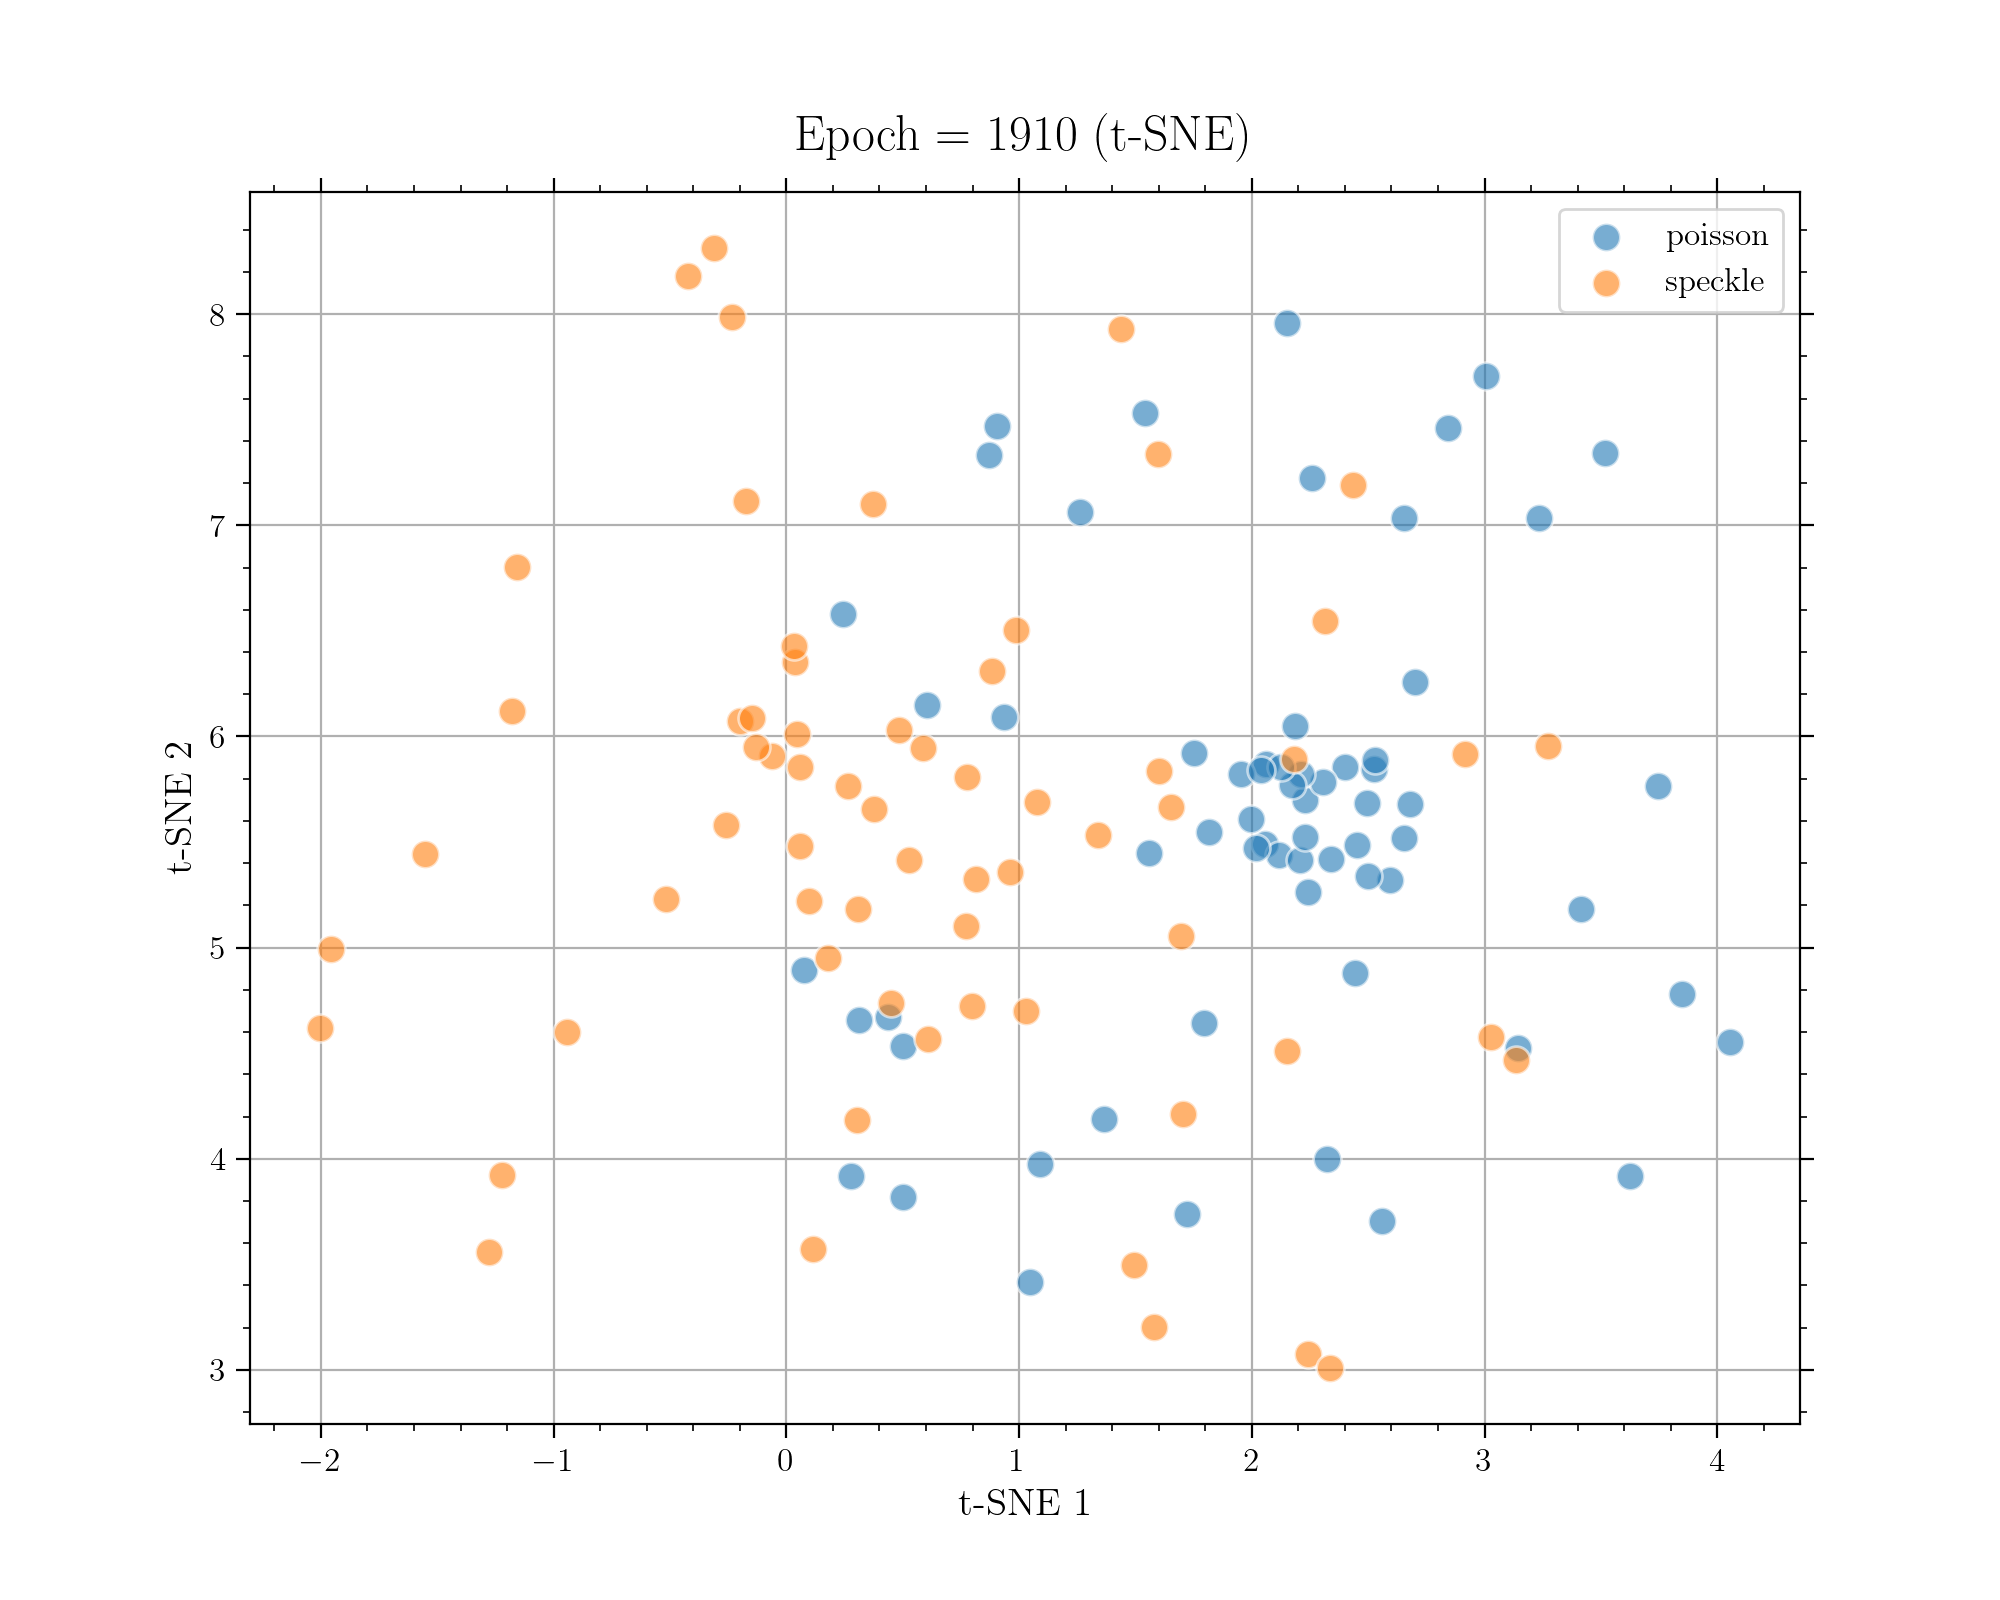 Epoch = 1910 (t-SNE)
poisson
speckle
8
7
6
5
4
3
t-SNE 2
−2
−1
0
1
2
3
4
t-SNE 1